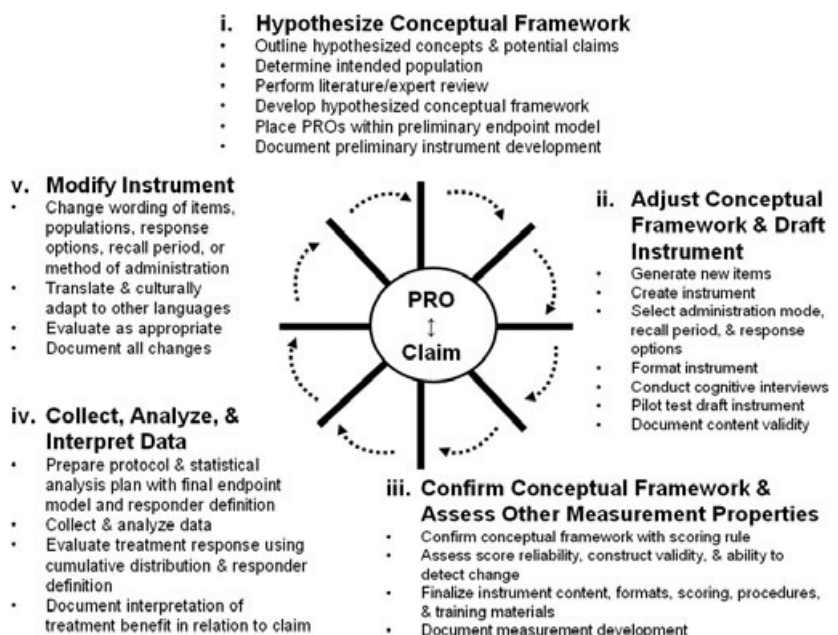 i. Hypothesize Conceptual Framework
• Outline hypothesized concepts & potential claims
• Determine intended population
• Perform literature/expert review
• Develop hypothesized conceptual framework
• Place PROs within preliminary endpoint model
• Document preliminary instrument development
ii. Adjust Conceptual
Framework & Draft
Instrument
• Generate new items
• Create instrument
• Select administration mode,
recall period, & response
options
• Format instrument
• Conduct cognitive interviews
• Pilot test draft instrument
• Document content validity
PRO
↕
Claim
iii. Confirm Conceptual Framework &
Assess Other Measurement Properties
• Confirm conceptual framework with scoring rule
• Assess score reliability, construct validity, & ability to
detect change
• Finalize instrument content, formats, scoring, procedures,
& training materials
• Document measurement development
iv. Collect, Analyze, &
Interpret Data
• Prepare protocol & statistical
analysis plan with final endpoint
model and responder definition
• Collect & analyze data
• Evaluate treatment response using
cumulative distribution & responder
definition
• Document interpretation of
treatment benefit in relation to claim
v. Modify Instrument
• Change wording of items,
populations, response
options, recall period, or
method of administration
• Translate & culturally
adapt to other languages
• Evaluate as appropriate
• Document all changes